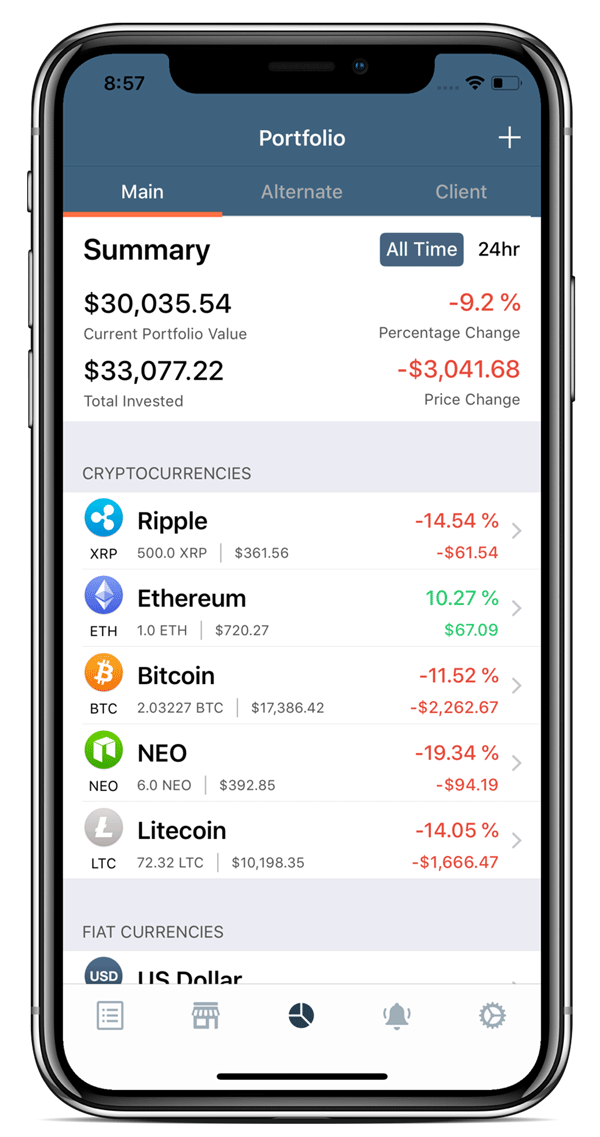 8:57
Portfolio
Main Alternate Client
Summary All Time 24hr
$30,035.54 -9.2 %
Current Portfolio Value Percentage Change
$33,077.22 -$3,041.68
Total Invested Price Change
CRYPTOCURRENCIES
Ripple -14.54 %
XRP 500.0 XRP | $361.56 -$61.54
Ethereum 10.27 %
ETH 1.0 ETH | $720.27 $67.09
Bitcoin -11.52 %
BTC 2.03227 BTC | $17,386.42 -$2,262.67
NEO -19.34 %
NEO 6.0 NEO | $392.85 -$94.19
Litecoin -14.05 %
LTC 72.32 LTC | $10,198.35 -$1,666.47
FIAT CURRENCIES
USD US Dollar